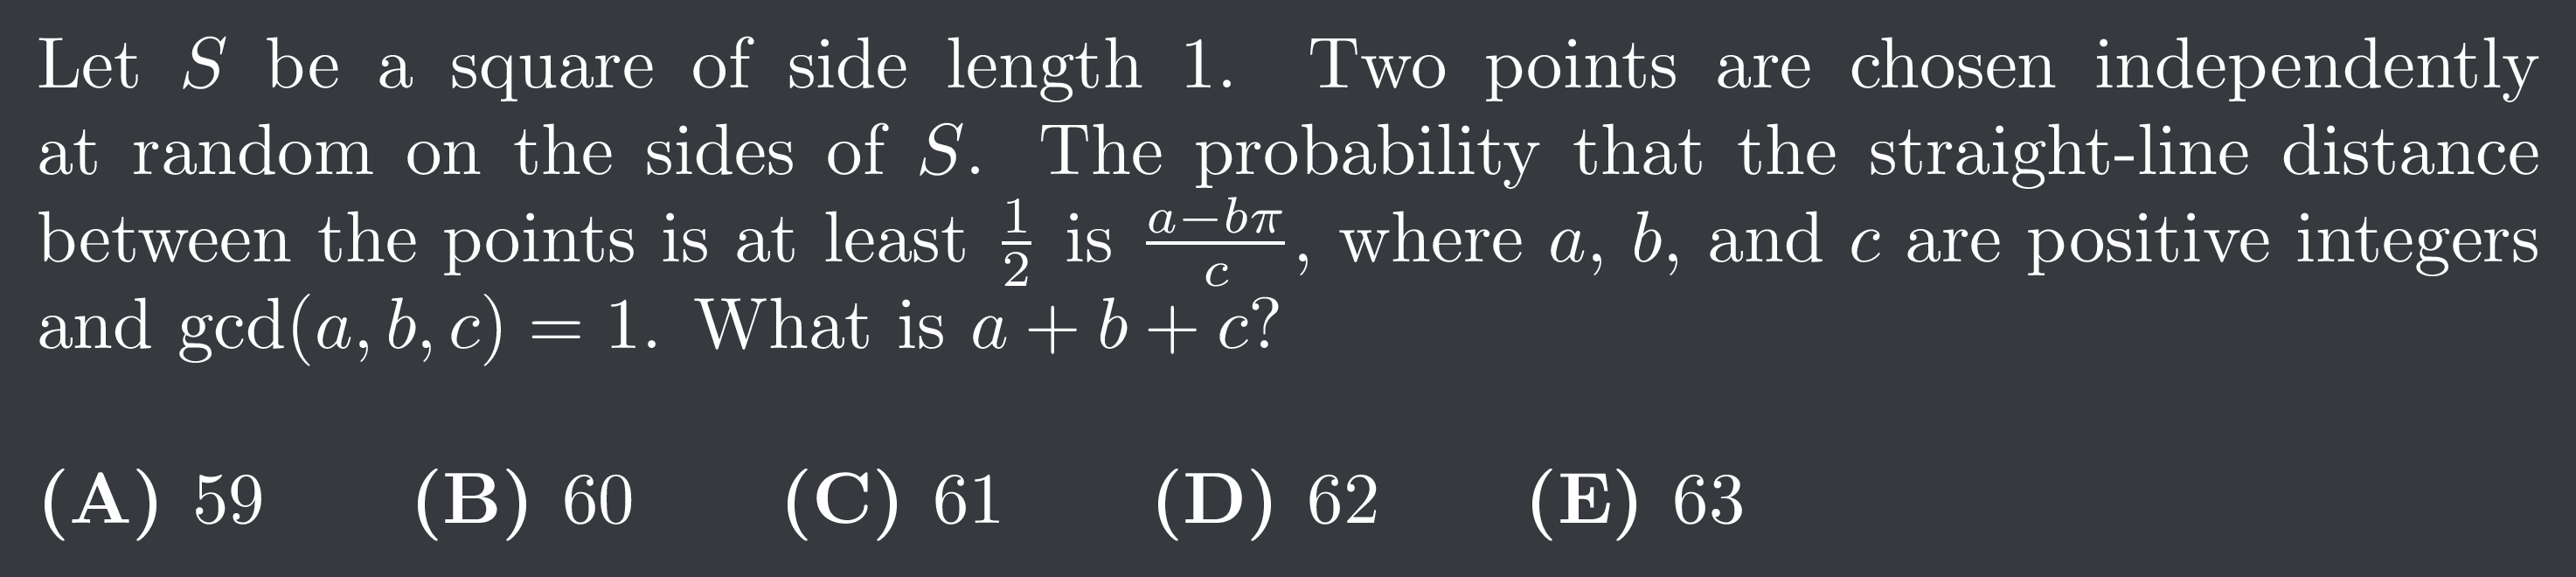 Let S be a square of side length 1. Two points are chosen independently
at random on the sides of S. The probability that the straight-line distance
between the points is at least 1/2 is (a−bπ)/c, where a, b, and c are positive integers
and gcd(a, b, c) = 1. What is a + b + c?
(A) 59 (B) 60 (C) 61 (D) 62 (E) 63